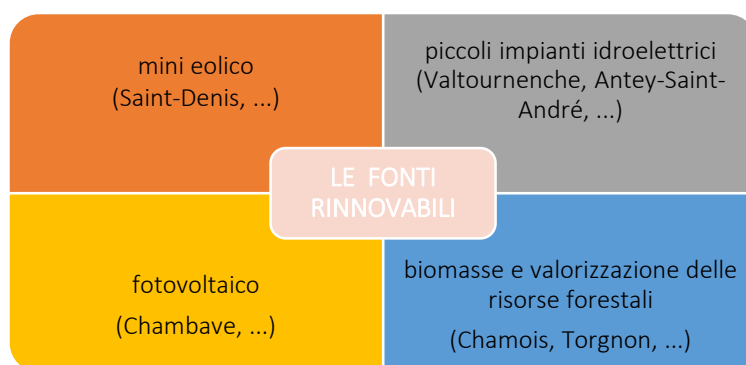 mini eolico
(Saint-Denis, ...)
piccoli impianti idroelettrici
(Valtournenche, Antey-Saint-
André, ...)
LE FONTI
RINNOVABILI
fotovoltaico
(Chambave, ...)
biomasse e valorizzazione delle
risorse forestali
(Chamois, Torgnon, ...)